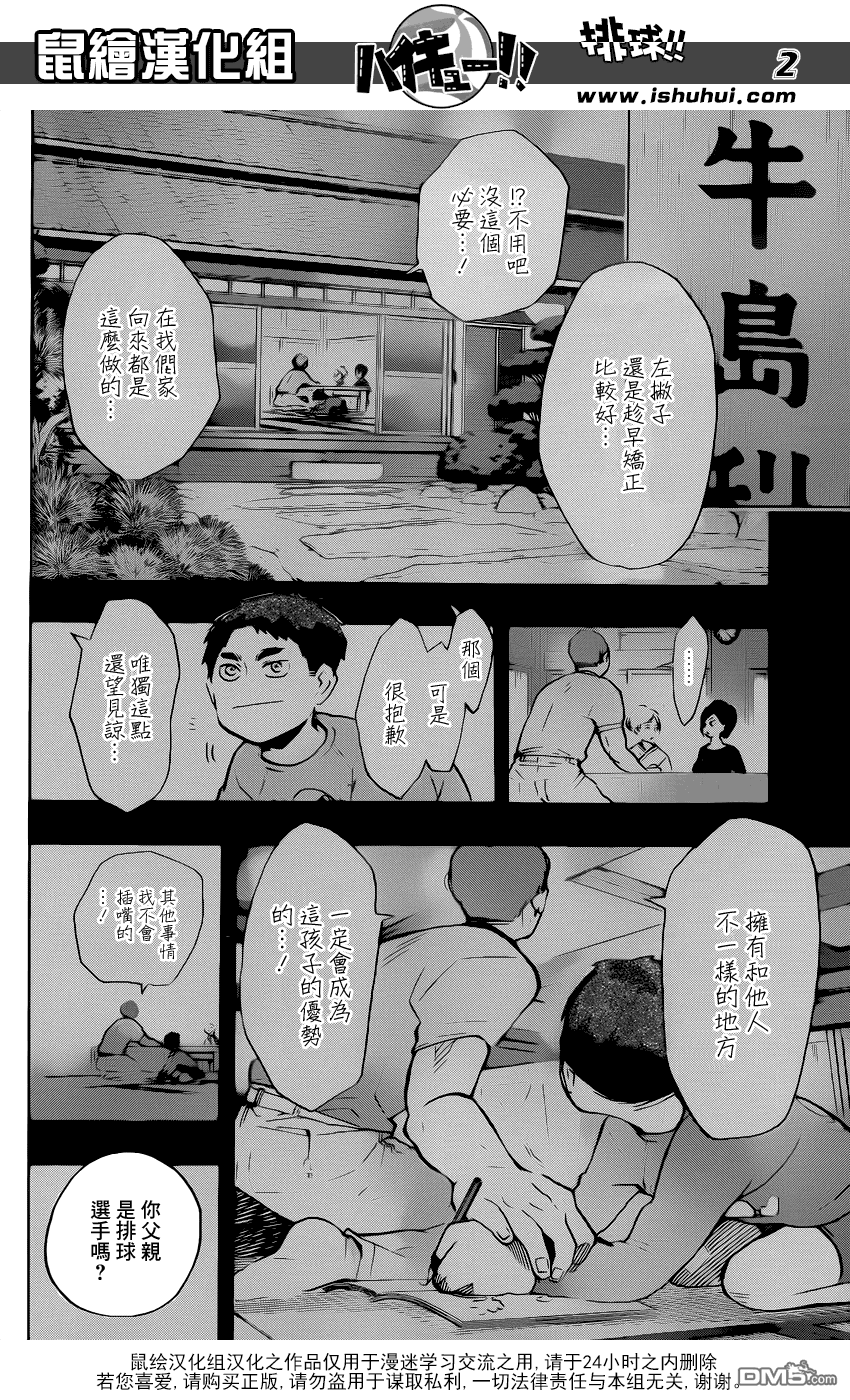 鼠繪漢化組
ハイキュー!!
排球!!
2
www.ishuhui.com
牛島利
左撇子
還是趁早矯正
比較好…
!?不用吧
沒這個
必要…!
在我們家
向來都是
這麼做的…
……
那個
可是
很抱歉
唯獨這點
還望見諒…
擁有和他人
不一樣的地方
一定會成為
這孩子的優勢
的…!
其他事情
我不會
插嘴的
…!
你父親
是排球
選手嗎?
鼠绘汉化组汉化之作品仅用于漫迷学习交流之用, 请于24小时之内删除
若您喜爱, 请购买正版, 请勿盗用于谋取私利, 一切法律责任与本组无关, 谢谢。
DM5.com